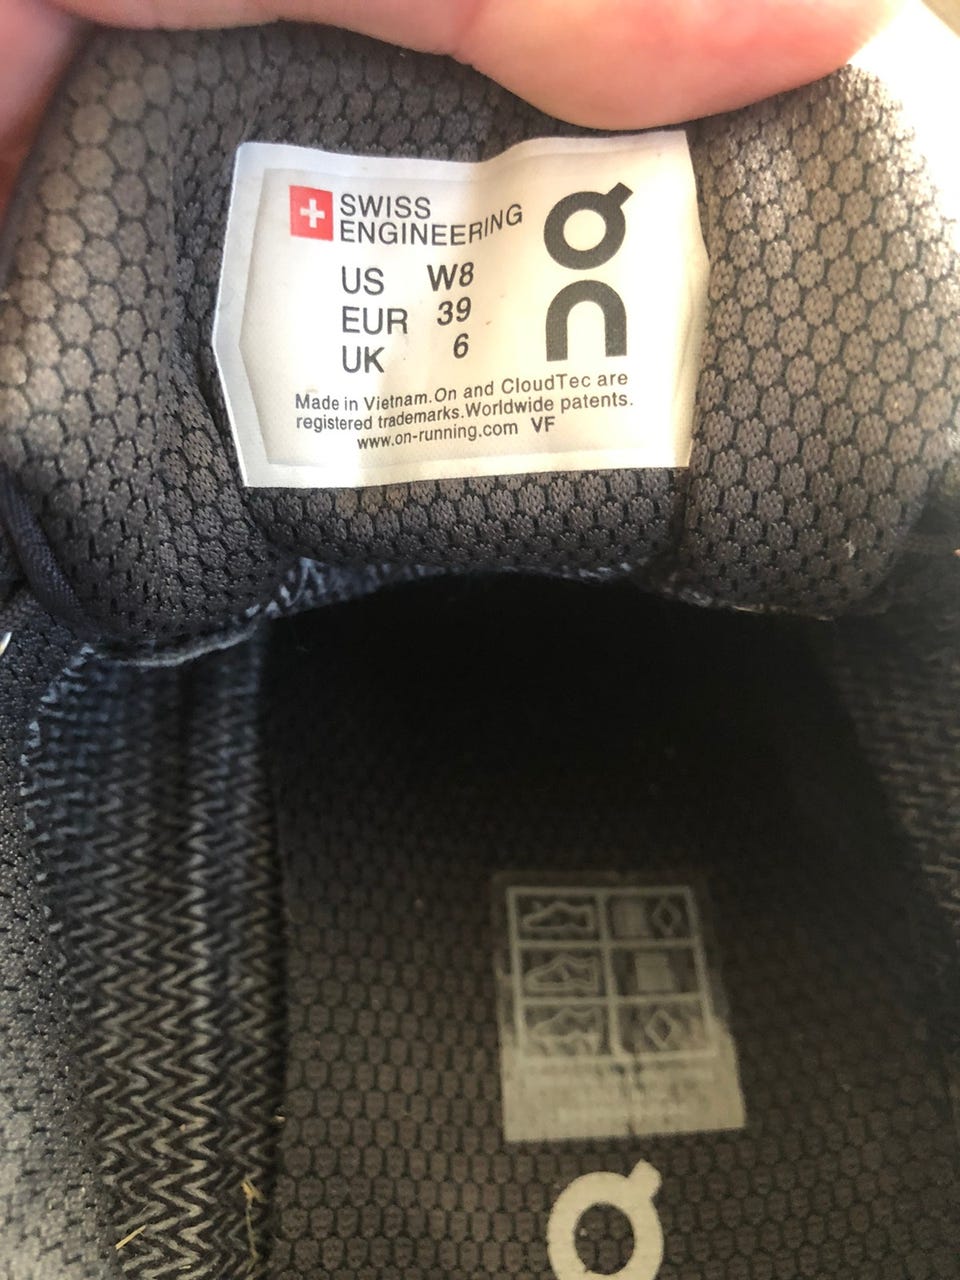 SWISS
ENGINEERING
On
US W8
EUR 39
UK 6
Made in Vietnam.On and CloudTec are
registered trademarks.Worldwide patents.
www.on-running.com VF